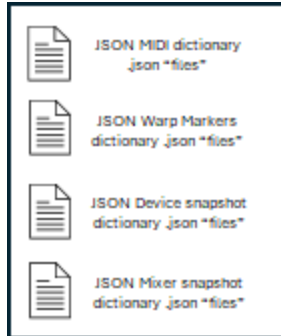 JSON MIDI dictionary
.json “files”
JSON Warp Markers
dictionary .json “files”
JSON Device snapshot
dictionary .json “files”
JSON Mixer snapshot
dictionary .json “files”